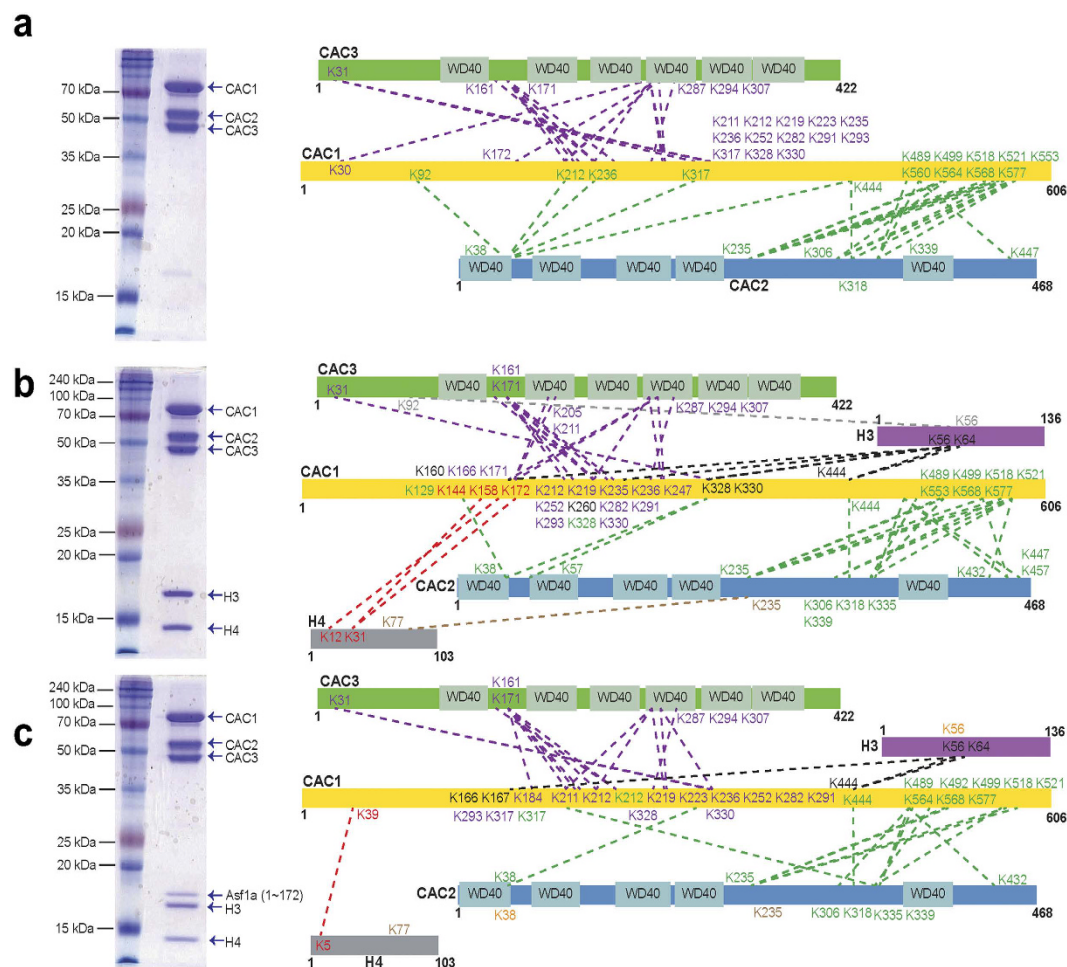 a
70 kDa
50 kDa
35 kDa
25 kDa
20 kDa
15 kDa
CAC1
CAC2
CAC3
CAC3
K31
WD40 WD40 WD40 WD40 WD40 WD40
1 K161 K171 K287 K294 K307 422
K211 K212 K219 K223 K235
K236 K252 K282 K291 K293
K317 K328 K330
CAC1 K172
K489 K499 K518 K521 K553
K30 K92 K212 K236 K317 K560 K564 K568 K577
1 K444 606
K38 K235 K306 K339 K447
WD40 WD40 WD40 WD40 WD40
1 CAC2 K318 468
b
240 kDa
100 kDa
70 kDa
50 kDa
35 kDa
25 kDa
20 kDa
15 kDa
CAC1
CAC2
CAC3
H3
H4
CAC3 K161
K31 WD40 K171 WD40 WD40 WD40 WD40 WD40
1 K92 K205 K287 K294 K307 422
K211
1 K56 136
H3 K56 K64
CAC1 K160 K166 K171 K444 K489 K499 K518 K521
K129 K144 K158 K172 K212 K219 K235 K236 K247 K328 K330 K553 K568 K577
1 K252 K260 K282 K291 K444 606
K293 K328 K330
K38 K57 K235 K432 K447
K457
CAC2 WD40 WD40 WD40 WD40 WD40
1 K235 K306 K318 K335 468
K339
H4 K77
K12 K31
1 103
c
240 kDa
100 kDa
70 kDa
50 kDa
35 kDa
25 kDa
20 kDa
15 kDa
CAC1
CAC2
CAC3
Asf1a (1~172)
H3
H4
CAC3 K161
K31 WD40 K171 WD40 WD40 WD40 WD40 WD40
1 K287 K294 K307 422
1 K56 136
H3 K56 K64
CAC1 K444 K489 K492 K499 K518 K521
K166 K167 K184 K211 K212 K212 K219 K223 K236 K252 K282 K291 K444 K564 K568 K577
1 K39 K293 K317 K317 K328 K330 606
K38 K235 K432
CAC2 WD40 WD40 WD40 WD40 WD40
1 K38 K235 K306 K318 K335 K339 468
K77
K5
1 H4 103